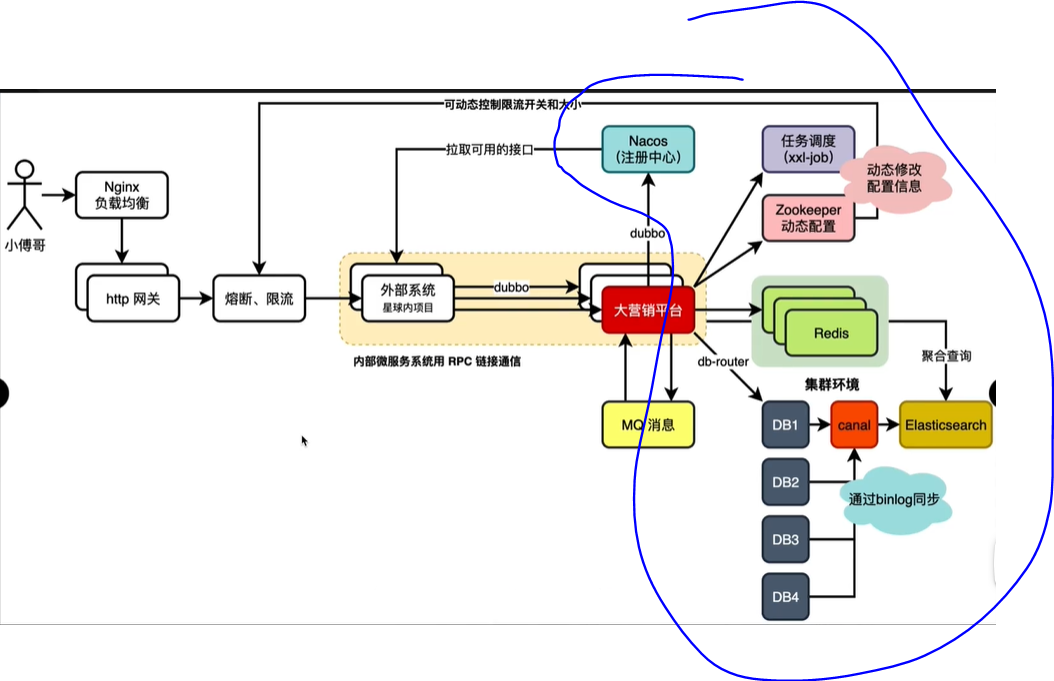 可动态控制限流开关和大小
Nacos
（注册中心）
任务调度
（xxl-job）
动态修改
配置信息
拉取可用的接口
Nginx
负载均衡
Zookeeper
动态配置
小傅哥
dubbo
http 网关
熔断、限流
外部系统
星球内项目
dubbo
大营销平台
Redis
内部微服务系统用 RPC 链接通信
db-router
聚合查询
集群环境
MQ 消息
DB1
canal
Elasticsearch
DB2
通过binlog同步
DB3
DB4